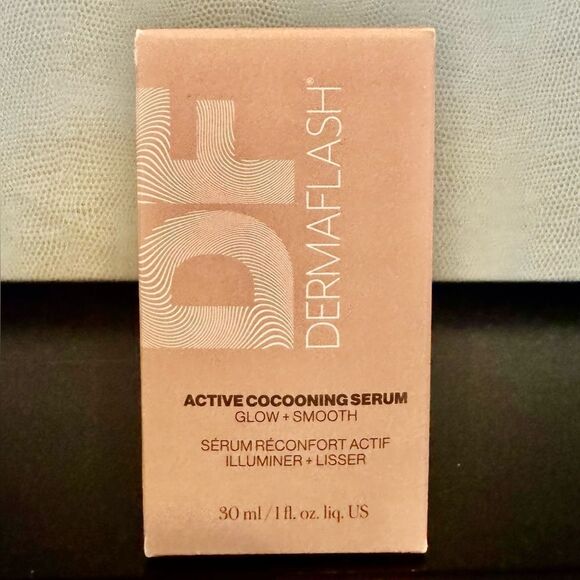 DF
DERMAFLASH®
ACTIVE COCOONING SERUM
GLOW + SMOOTH
SÉRUM RÉCONFORT ACTIF
ILLUMINER + LISSER
30 ml / 1 fl. oz. liq. US